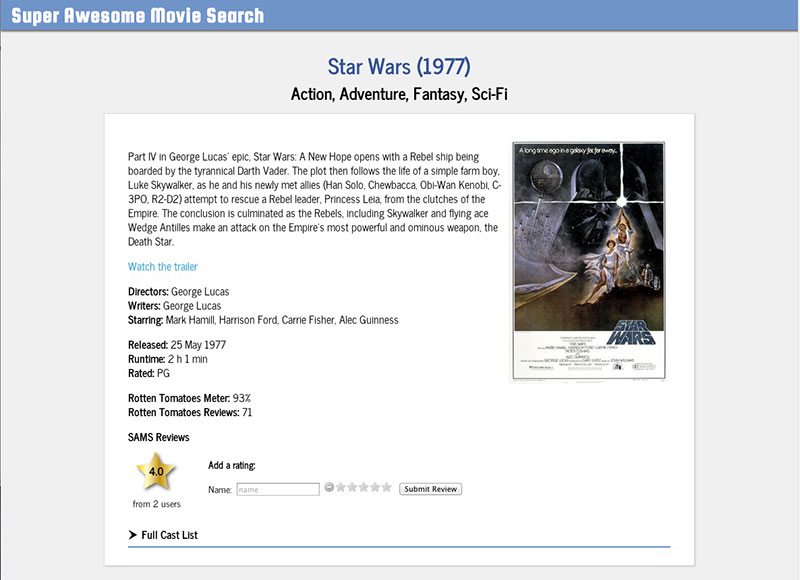 Super Awesome Movie Search
Star Wars (1977)
Action, Adventure, Fantasy, Sci-Fi
Part IV in George Lucas' epic, Star Wars: A New Hope opens with a Rebel ship being
boarded by the tyrannical Darth Vader. The plot then follows the life of a simple farm boy,
Luke Skywalker, as he and his newly met allies (Han Solo, Chewbacca, Obi-Wan Kenobi, C-
3PO, R2-D2) attempt to rescue a Rebel leader, Princess Leia, from the clutches of the
Empire. The conclusion is culminated as the Rebels, including Skywalker and flying ace
Wedge Antilles make an attack on the Empire's most powerful and ominous weapon, the
Death Star.
A long time ago in a galaxy far, far away...
STAR
WARS
Watch the trailer
Directors: George Lucas
Writers: George Lucas
Starring: Mark Hamill, Harrison Ford, Carrie Fisher, Alec Guinness
Released: 25 May 1977
Runtime: 2 h 1 min
Rated: PG
Rotten Tomatoes Meter: 93%
Rotten Tomatoes Reviews: 71
SAMS Reviews
4.0
from 2 users
Add a rating:
Name: name Submit Review
Full Cast List